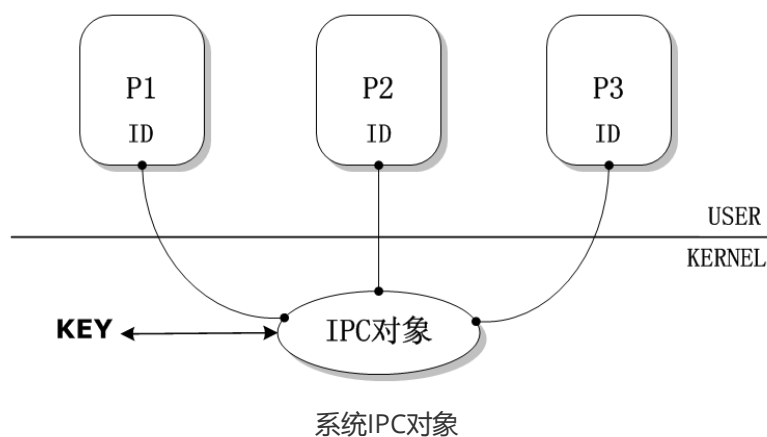 P1
ID
P2
ID
P3
ID
USER
KERNEL
KEY
IPC对象
系统IPC对象